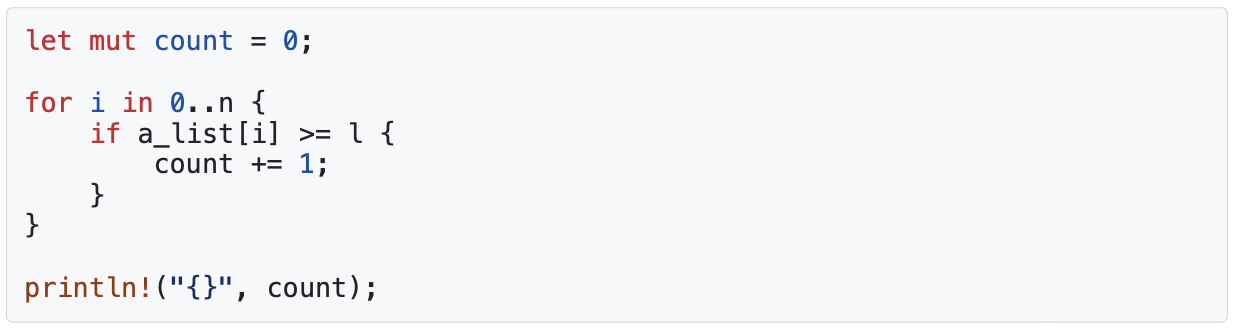 let mut count = 0;

for i in 0..n {
    if a_list[i] >= l {
        count += 1;
    }
}

println!("{}", count);